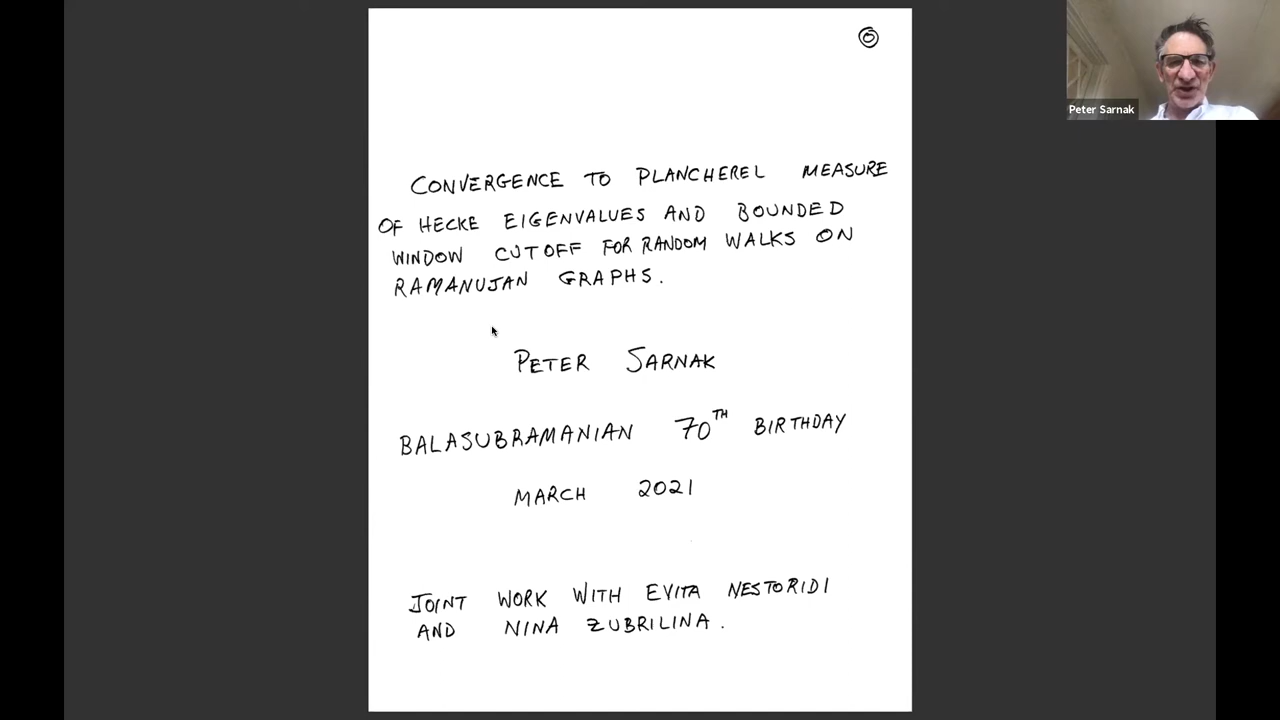 0
CONVERGENCE TO PLANCHEREL MEASURE
OF HECKE EIGENVALUES AND BOUNDED
WINDOW CUTOFF FOR RANDOM WALKS ON
RAMANUJAN GRAPHS.
PETER SARNAK
BALASUBRAMANIAN 70TH BIRTHDAY
MARCH 2021
JOINT WORK WITH EVITA NESTORIDI
AND NINA ZUBRILINA.
Peter Sarnak